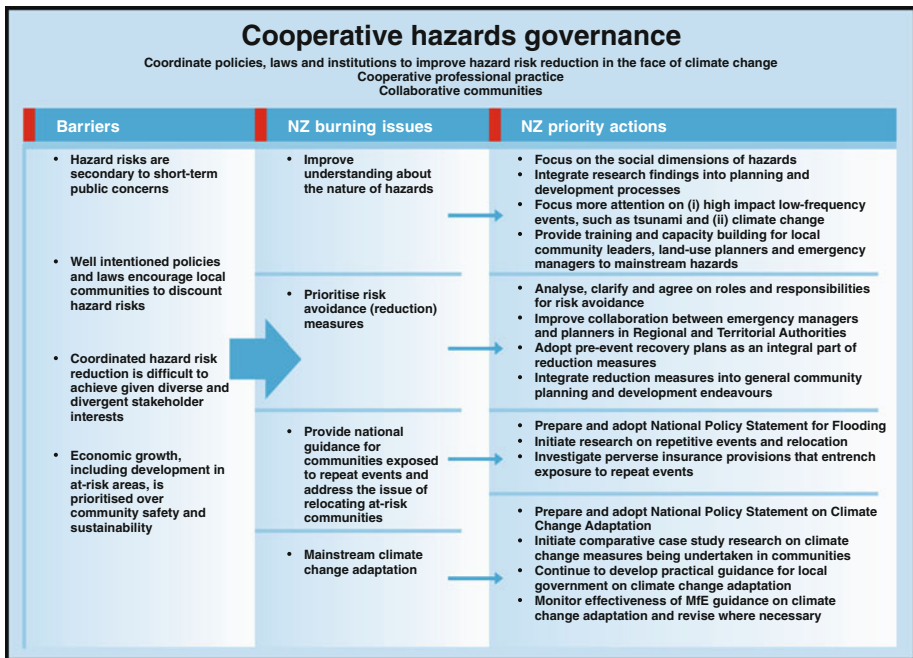 Cooperative hazards governance
Coordinate policies, laws and institutions to improve hazard risk reduction in the face of climate change
Cooperative professional practice
Collaborative communities
Barriers
• Hazard risks are
secondary to short-term
public concerns
• Well intentioned policies
and laws encourage local
communities to discount
hazard risks
• Coordinated hazard risk
reduction is difficult to
achieve given diverse and
divergent stakeholder
interests
• Economic growth,
including development in
at-risk areas, is
prioritised over
community safety and
sustainability
NZ burning issues
• Improve
understanding about
the nature of hazards
• Prioritise risk
avoidance (reduction)
measures
• Provide national
guidance for
communities exposed
to repeat events and
address the issue of
relocating at-risk
communities
• Mainstream climate
change adaptation
NZ priority actions
• Focus on the social dimensions of hazards
• Integrate research findings into planning and
development processes
• Focus more attention on (i) high impact low-frequency
events, such as tsunami and (ii) climate change
• Provide training and capacity building for local
community leaders, land-use planners and emergency
managers to mainstream hazards
• Analyse, clarify and agree on roles and responsibilities
for risk avoidance
• Improve collaboration between emergency managers
and planners in Regional and Territorial Authorities
• Adopt pre-event recovery plans as an integral part of
reduction measures
• Integrate reduction measures into general community
planning and development endeavours
• Prepare and adopt National Policy Statement for Flooding
• Initiate research on repetitive events and relocation
• Investigate perverse insurance provisions that entrench
exposure to repeat events
• Prepare and adopt National Policy Statement on Climate
Change Adaptation
• Initiate comparative case study research on climate
change measures being undertaken in communities
• Continue to develop practical guidance for local
government on climate change adaptation
• Monitor effectiveness of MfE guidance on climate
change adaptation and revise where necessary